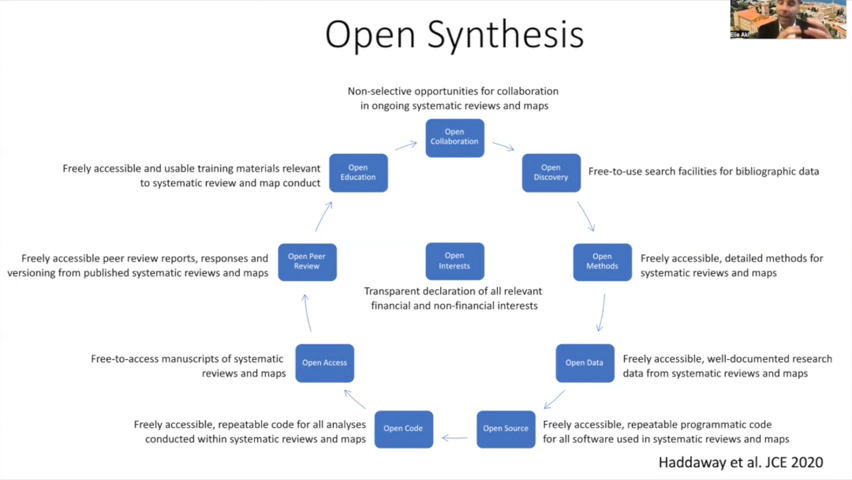 Open Synthesis
Elie Akl
Non-selective opportunities for collaboration
in ongoing systematic reviews and maps
Open
Collaboration
Freely accessible and usable training materials relevant
to systematic review and map conduct
Open
Education
Open
Discovery
Free-to-use search facilities for bibliographic data
Freely accessible peer review reports, responses and
versioning from published systematic reviews and maps
Open Peer
Review
Open
Interests
Transparent declaration of all relevant
financial and non-financial interests
Open
Methods
Freely accessible, detailed methods for
systematic reviews and maps
Free-to-access manuscripts of systematic
reviews and maps
Open Access
Open Data
Freely accessible, well-documented research
data from systematic reviews and maps
Freely accessible, repeatable code for all analyses
conducted within systematic reviews and maps
Open Code
Open Source
Freely accessible, repeatable programmatic code
for all software used in systematic reviews and maps
Haddaway et al. JCE 2020